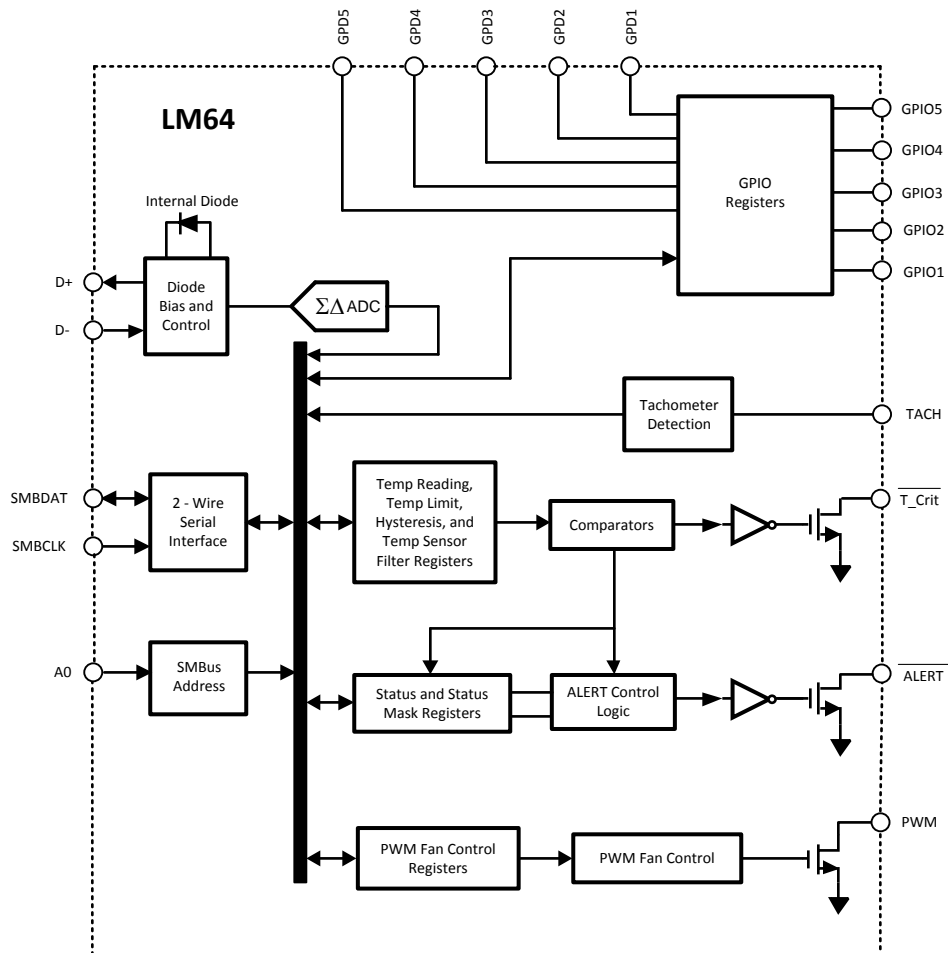 GPD5
GPD4
GPD3
GPD2
GPD1
LM64
GPIO5
GPIO4
GPIO3
GPIO2
GPIO1
GPIO
Registers
Internal Diode
D+
D-
Diode
Bias and
Control
ΣΔ ADC
Tachometer
Detection
TACH
SMBDAT
SMBCLK
2 - Wire
Serial
Interface
Temp Reading,
Temp Limit,
Hysteresis, and
Temp Sensor
Filter Registers
Comparators
T_Crit
A0
SMBus
Address
Status and Status
Mask Registers
ALERT Control
Logic
ALERT
PWM Fan Control
Registers
PWM Fan Control
PWM